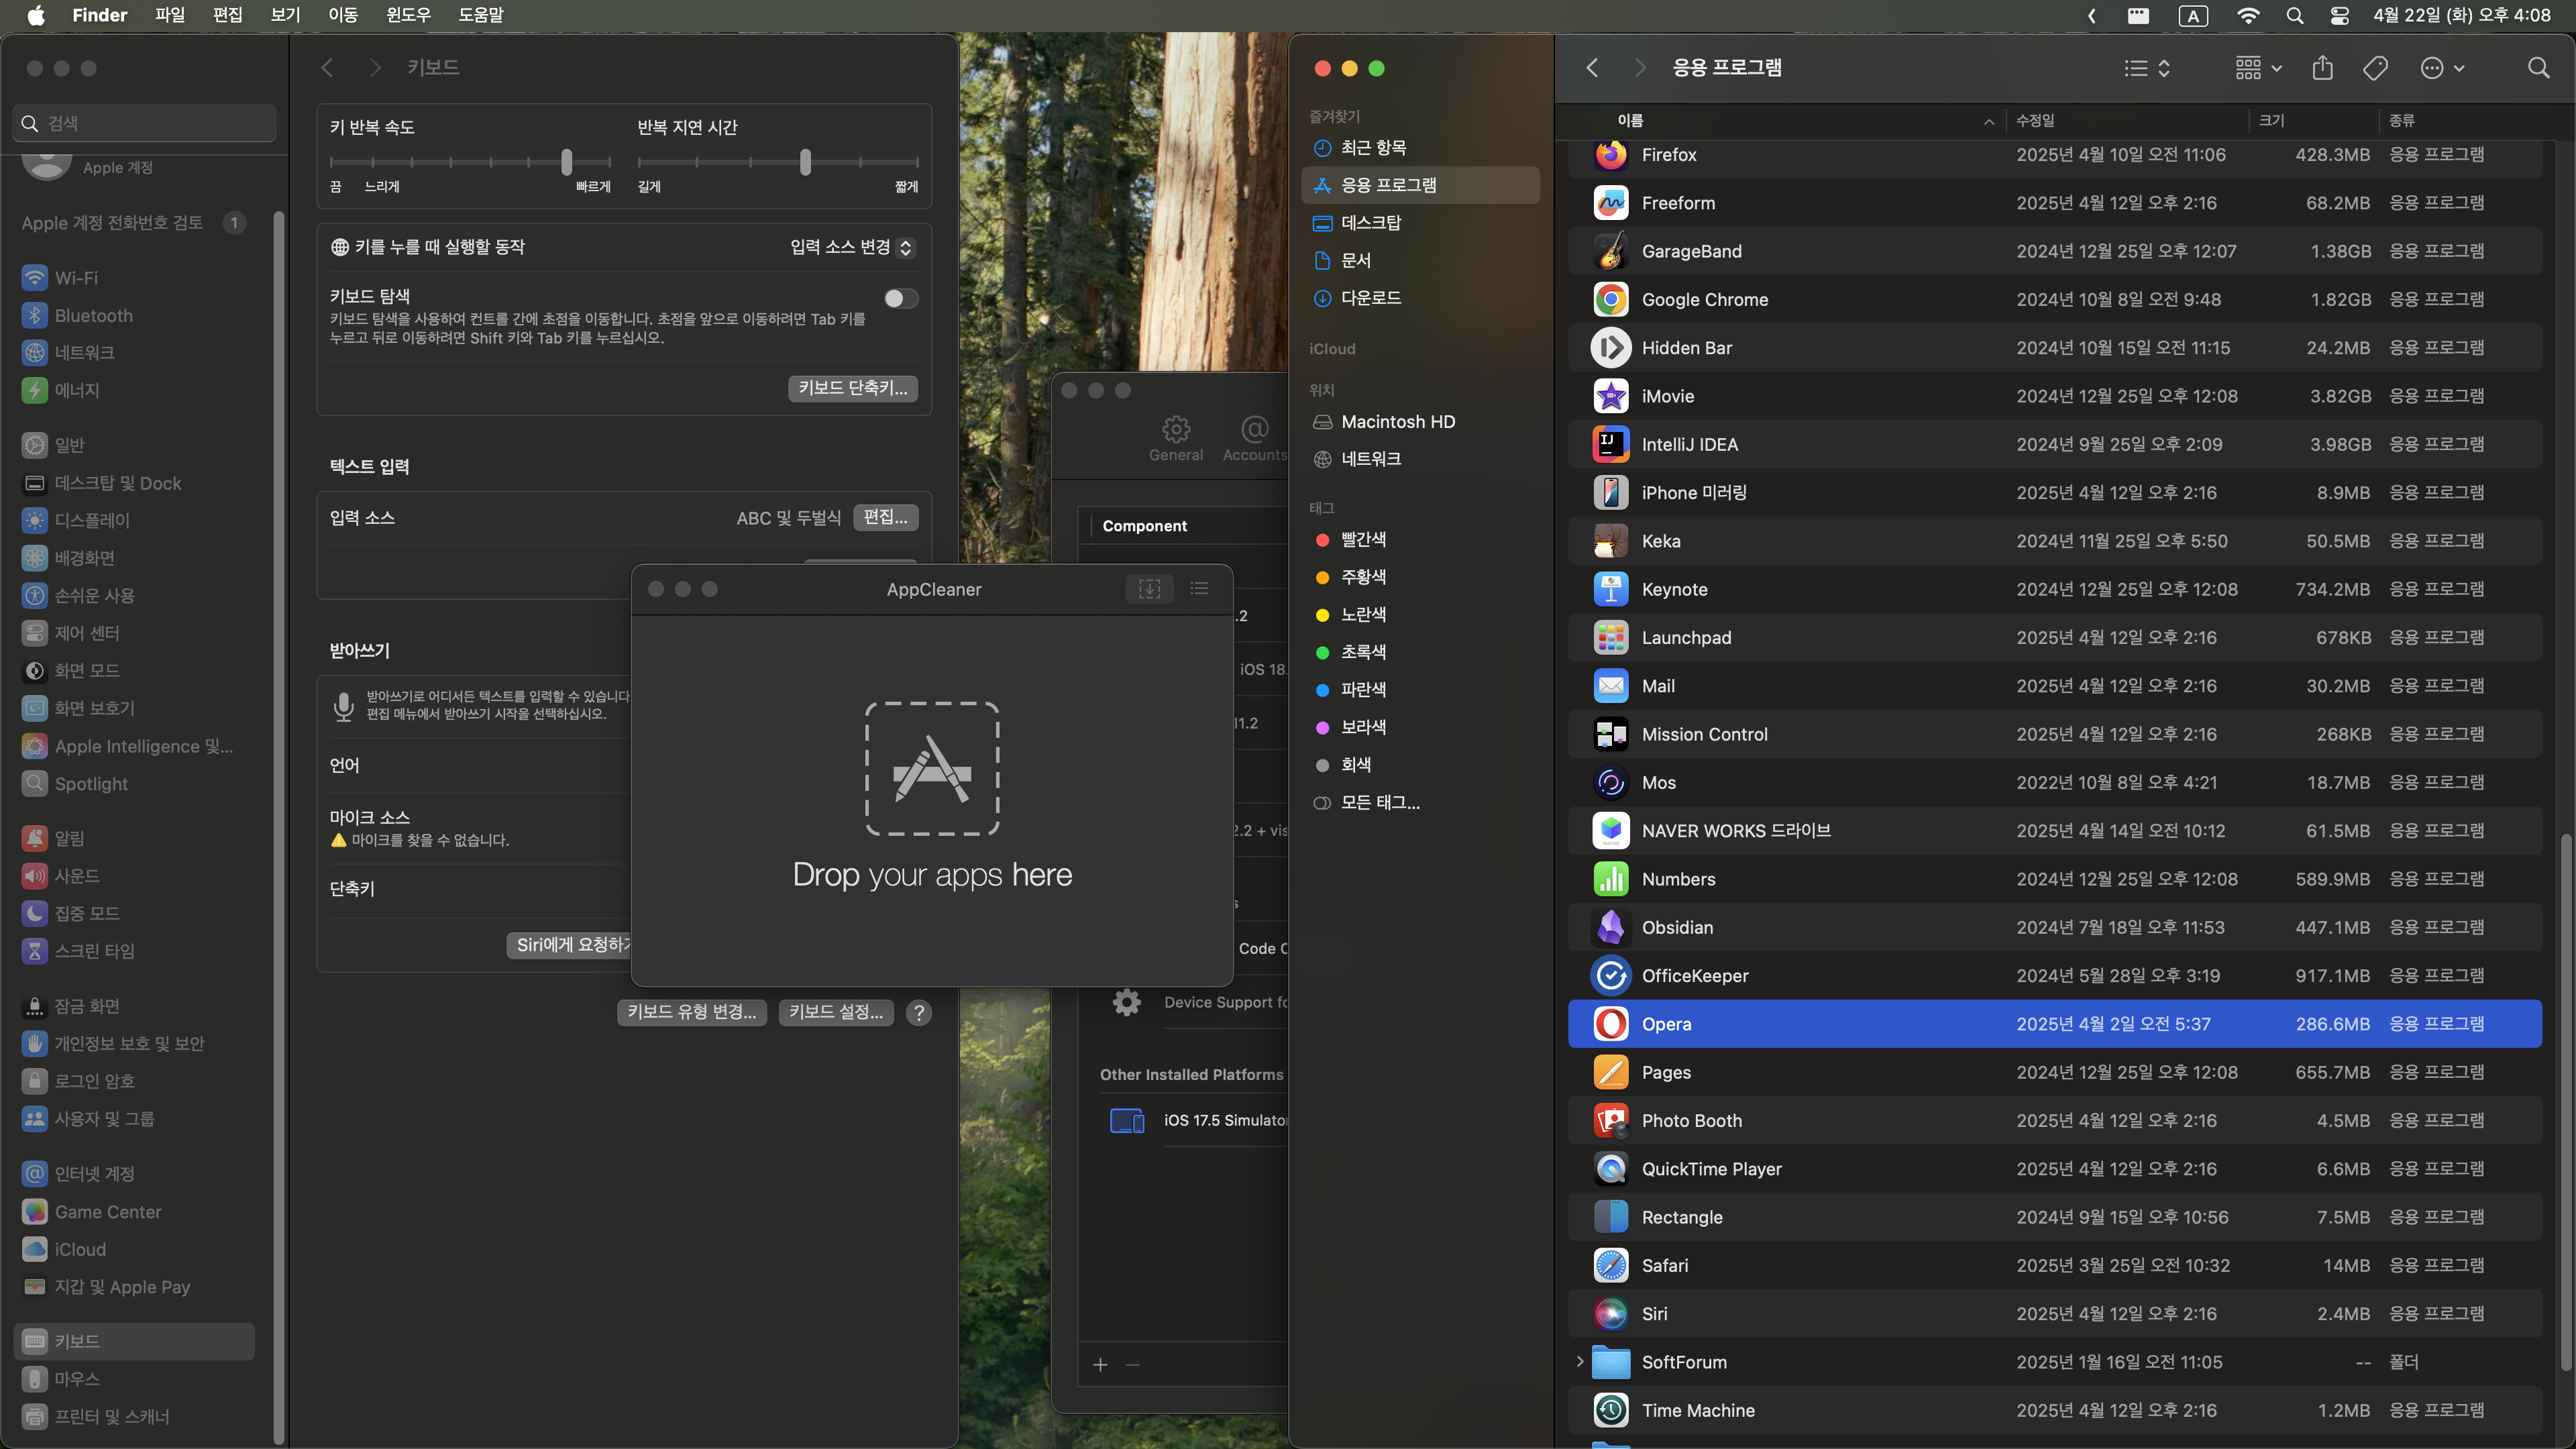 Finder 파일 편집 보기 이동 윈도우 도움말
A 4월 22일 (화) 오후 4:08
검색
Apple 계정
Apple 계정 전화번호 검토 1
Wi-Fi
Bluetooth
네트워크
에너지
일반
데스크탑 및 Dock
디스플레이
배경화면
손쉬운 사용
제어 센터
화면 모드
화면 보호기
Apple Intelligence 및...
Spotlight
알림
사운드
집중 모드
스크린 타임
잠금 화면
개인정보 보호 및 보안
로그인 암호
사용자 및 그룹
인터넷 계정
Game Center
iCloud
지갑 및 Apple Pay
키보드
마우스
프린터 및 스캐너
키보드
키 반복 속도 반복 지연 시간
끔 느리게 빠르게 길게 짧게
키를 누를 때 실행할 동작 입력 소스 변경
키보드 탐색
키보드 탐색을 사용하여 컨트롤 간에 초점을 이동합니다. 초점을 앞으로 이동하려면 Tab 키를
누르고 뒤로 이동하려면 Shift 키와 Tab 키를 누르십시오.
키보드 단축키...
텍스트 입력
입력 소스 ABC 및 두벌식 편집...
받아쓰기
받아쓰기로 어디서든 텍스트를 입력할 수 있습니다
편집 메뉴에서 받아쓰기 시작을 선택하십시오.
언어
마이크 소스
마이크를 찾을 수 없습니다.
단축키
Siri에게 요청하기
키보드 유형 변경... 키보드 설정... ?
AppCleaner
Drop your apps here
General Accounts
Component
.2
iOS 18.
11.2
2.2 + vis
s
Code C
Device Support fo
Other Installed Platforms
iOS 17.5 Simulator
즐겨찾기
최근 항목
응용 프로그램
데스크탑
문서
다운로드
iCloud
위치
Macintosh HD
네트워크
태그
빨간색
주황색
노란색
초록색
파란색
보라색
회색
모든 태그...
응용 프로그램
이름 수정일 크기 종류
Firefox 2025년 4월 10일 오전 11:06 428.3MB 응용 프로그램
Freeform 2025년 4월 12일 오후 2:16 68.2MB 응용 프로그램
GarageBand 2024년 12월 25일 오후 12:07 1.38GB 응용 프로그램
Google Chrome 2024년 10월 8일 오전 9:48 1.82GB 응용 프로그램
Hidden Bar 2024년 10월 15일 오전 11:15 24.2MB 응용 프로그램
iMovie 2024년 12월 25일 오후 12:08 3.82GB 응용 프로그램
IntelliJ IDEA 2024년 9월 25일 오후 2:09 3.98GB 응용 프로그램
iPhone 미러링 2025년 4월 12일 오후 2:16 8.9MB 응용 프로그램
Keka 2024년 11월 25일 오후 5:50 50.5MB 응용 프로그램
Keynote 2024년 12월 25일 오후 12:08 734.2MB 응용 프로그램
Launchpad 2025년 4월 12일 오후 2:16 678KB 응용 프로그램
Mail 2025년 4월 12일 오후 2:16 30.2MB 응용 프로그램
Mission Control 2025년 4월 12일 오후 2:16 268KB 응용 프로그램
Mos 2022년 10월 8일 오후 4:21 18.7MB 응용 프로그램
NAVER WORKS 드라이브 2025년 4월 14일 오전 10:12 61.5MB 응용 프로그램
Numbers 2024년 12월 25일 오후 12:08 589.9MB 응용 프로그램
Obsidian 2024년 7월 18일 오후 11:53 447.1MB 응용 프로그램
OfficeKeeper 2024년 5월 28일 오후 3:19 917.1MB 응용 프로그램
Opera 2025년 4월 2일 오전 5:37 286.6MB 응용 프로그램
Pages 2024년 12월 25일 오후 12:08 655.7MB 응용 프로그램
Photo Booth 2025년 4월 12일 오후 2:16 4.5MB 응용 프로그램
QuickTime Player 2025년 4월 12일 오후 2:16 6.6MB 응용 프로그램
Rectangle 2024년 9월 15일 오후 10:56 7.5MB 응용 프로그램
Safari 2025년 3월 25일 오전 10:32 14MB 응용 프로그램
Siri 2025년 4월 12일 오후 2:16 2.4MB 응용 프로그램
SoftForum 2025년 1월 16일 오전 11:05 -- 폴더
Time Machine 2025년 4월 12일 오후 2:16 1.2MB 응용 프로그램